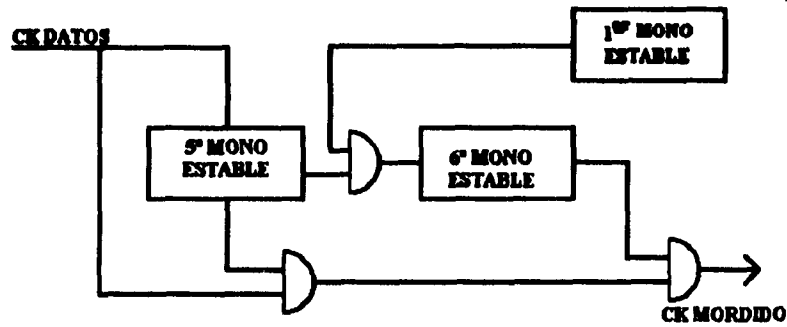 CK DATOS
1er MONO
ESTABLE
5º MONO
ESTABLE
6º MONO
ESTABLE
CK MORDIDO